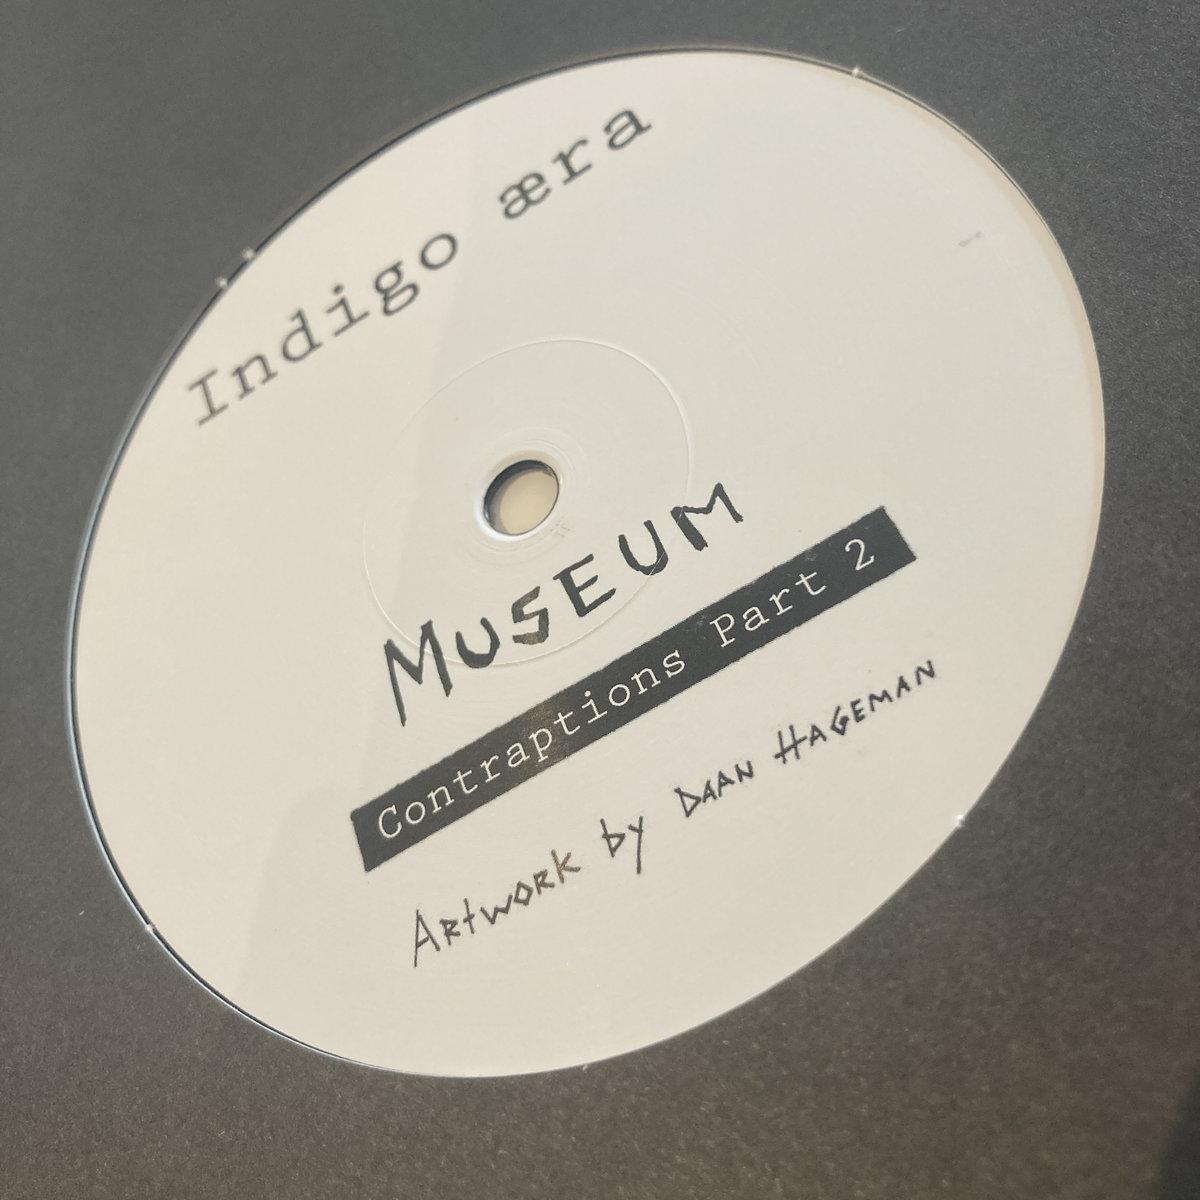 Indigo æra
MUSEUM
Contraptions Part 2
Artwork by DAAN HAGEMAN